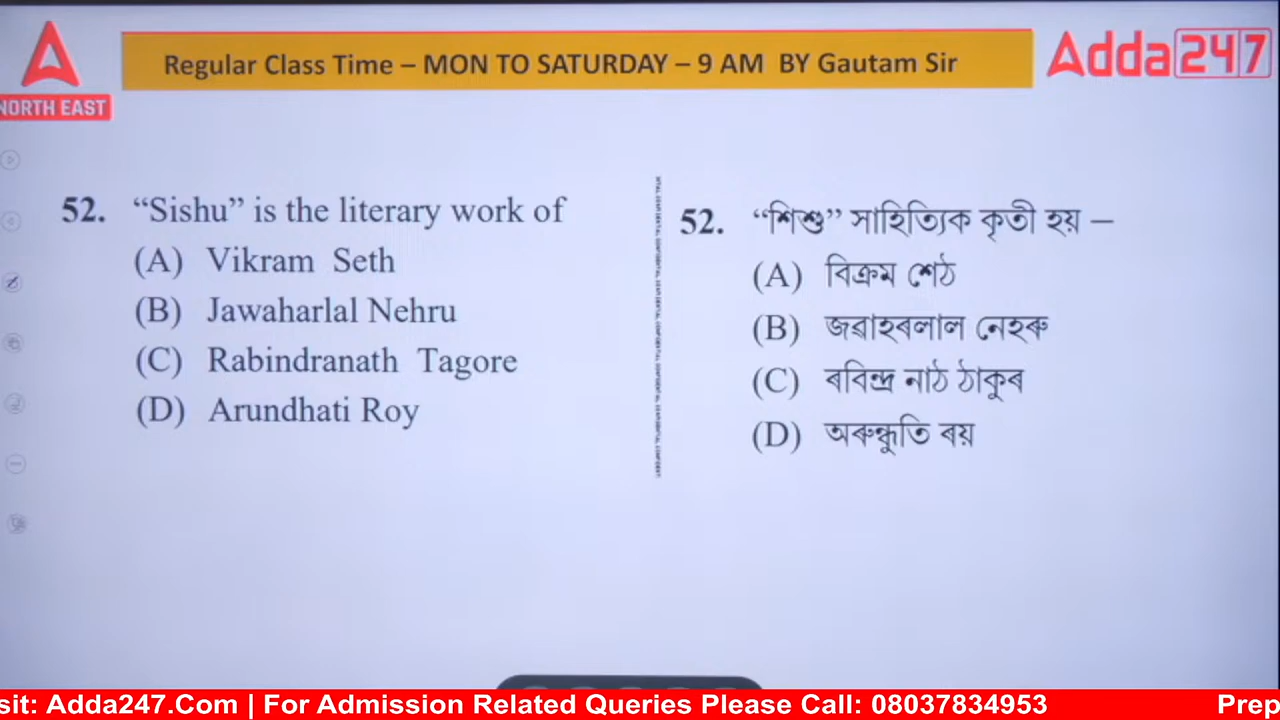 Regular Class Time – MON TO SATURDAY – 9 AM BY Gautam Sir
Adda247
NORTH EAST
52. “Sishu” is the literary work of
(A) Vikram Seth
(B) Jawaharlal Nehru
(C) Rabindranath Tagore
(D) Arundhati Roy
52. “শিশু” সাহিত্যিক কৃতী হয় –
(A) বিক্ৰম শেঠ
(B) জৱাহৰলাল নেহৰু
(C) ৰবিন্দ্ৰ নাঠ ঠাকুৰ
(D) অৰুন্ধুতি ৰয়
sit: Adda247.Com | For Admission Related Queries Please Call: 08037834953 Prep